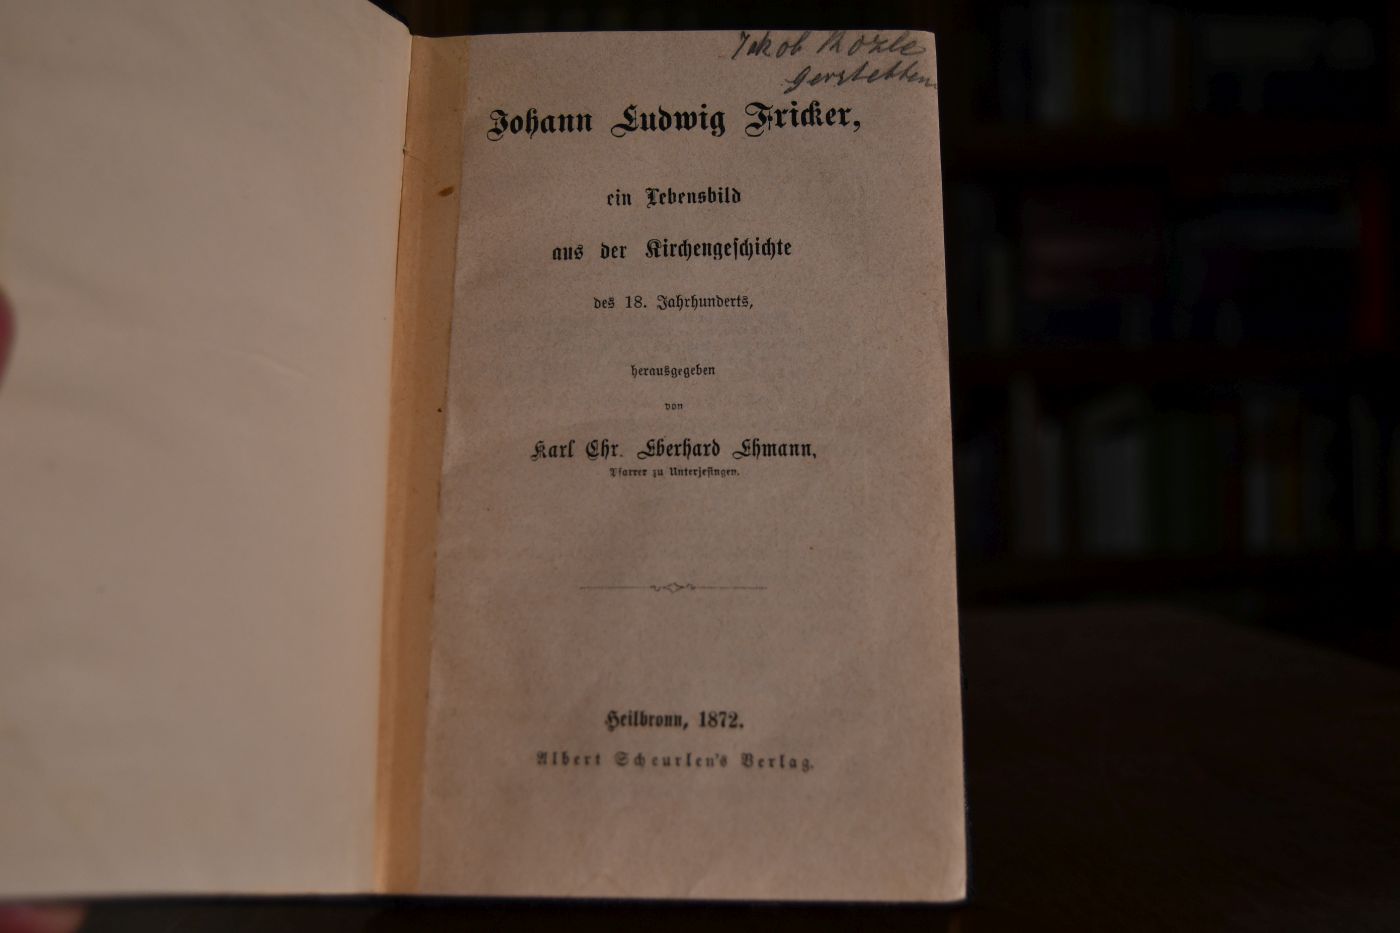 Jakob Kozle
Gerstetten.
Johann Ludwig Fricker,
ein Lebensbild
aus der Kirchengeschichte
des 18. Jahrhunderts,
herausgegeben
von
Karl Chr. Eberhard Ehmann,
Pfarrer zu Unterjesingen.
Heilbronn, 1872.
Albert Scheurlen's Verlag.